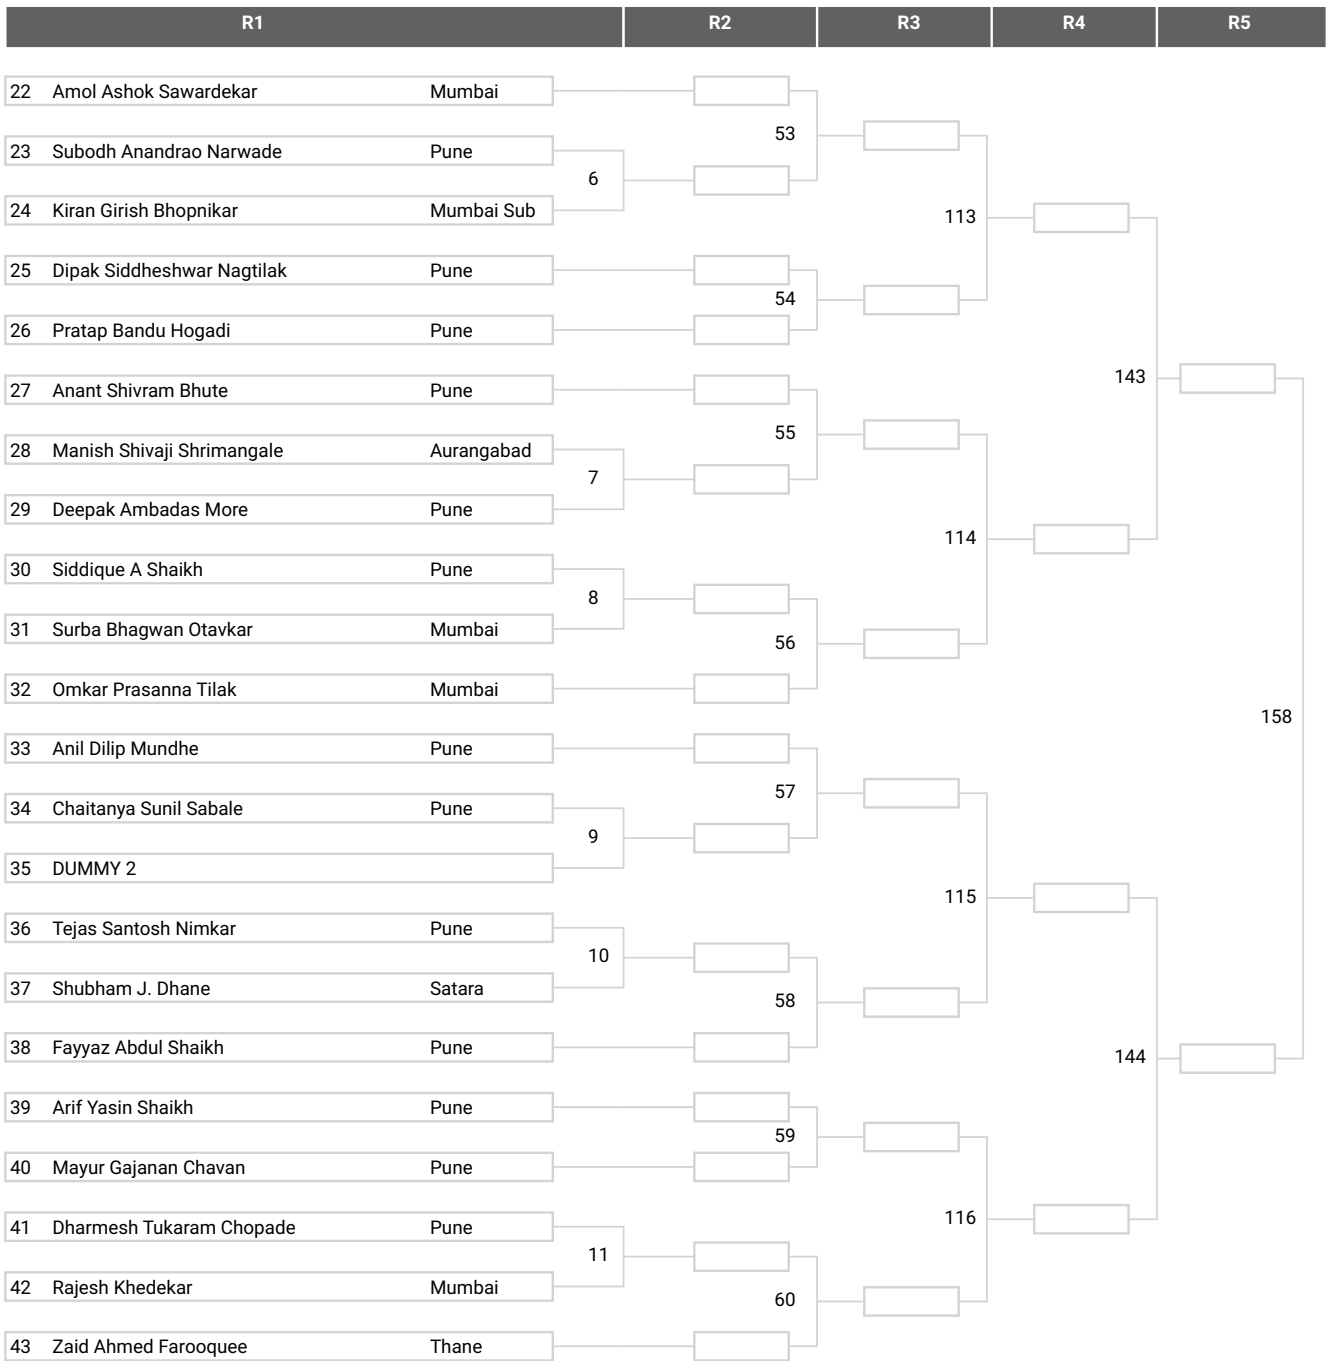 R1 R2 R3 R4 R5
22 Amol Ashok Sawardekar Mumbai
53
23 Subodh Anandrao Narwade Pune
6
24 Kiran Girish Bhopnikar Mumbai Sub
113
25 Dipak Siddheshwar Nagtilak Pune
54
26 Pratap Bandu Hogadi Pune
143
27 Anant Shivram Bhute Pune
55
28 Manish Shivaji Shrimangale Aurangabad
7
29 Deepak Ambadas More Pune
114
30 Siddique A Shaikh Pune
8
31 Surba Bhagwan Otavkar Mumbai
56
32 Omkar Prasanna Tilak Mumbai
158
33 Anil Dilip Mundhe Pune
57
34 Chaitanya Sunil Sabale Pune
9
35 DUMMY 2
115
36 Tejas Santosh Nimkar Pune
10
37 Shubham J. Dhane Satara
58
38 Fayyaz Abdul Shaikh Pune
144
39 Arif Yasin Shaikh Pune
59
40 Mayur Gajanan Chavan Pune
116
41 Dharmesh Tukaram Chopade Pune
11
42 Rajesh Khedekar Mumbai
60
43 Zaid Ahmed Farooquee Thane